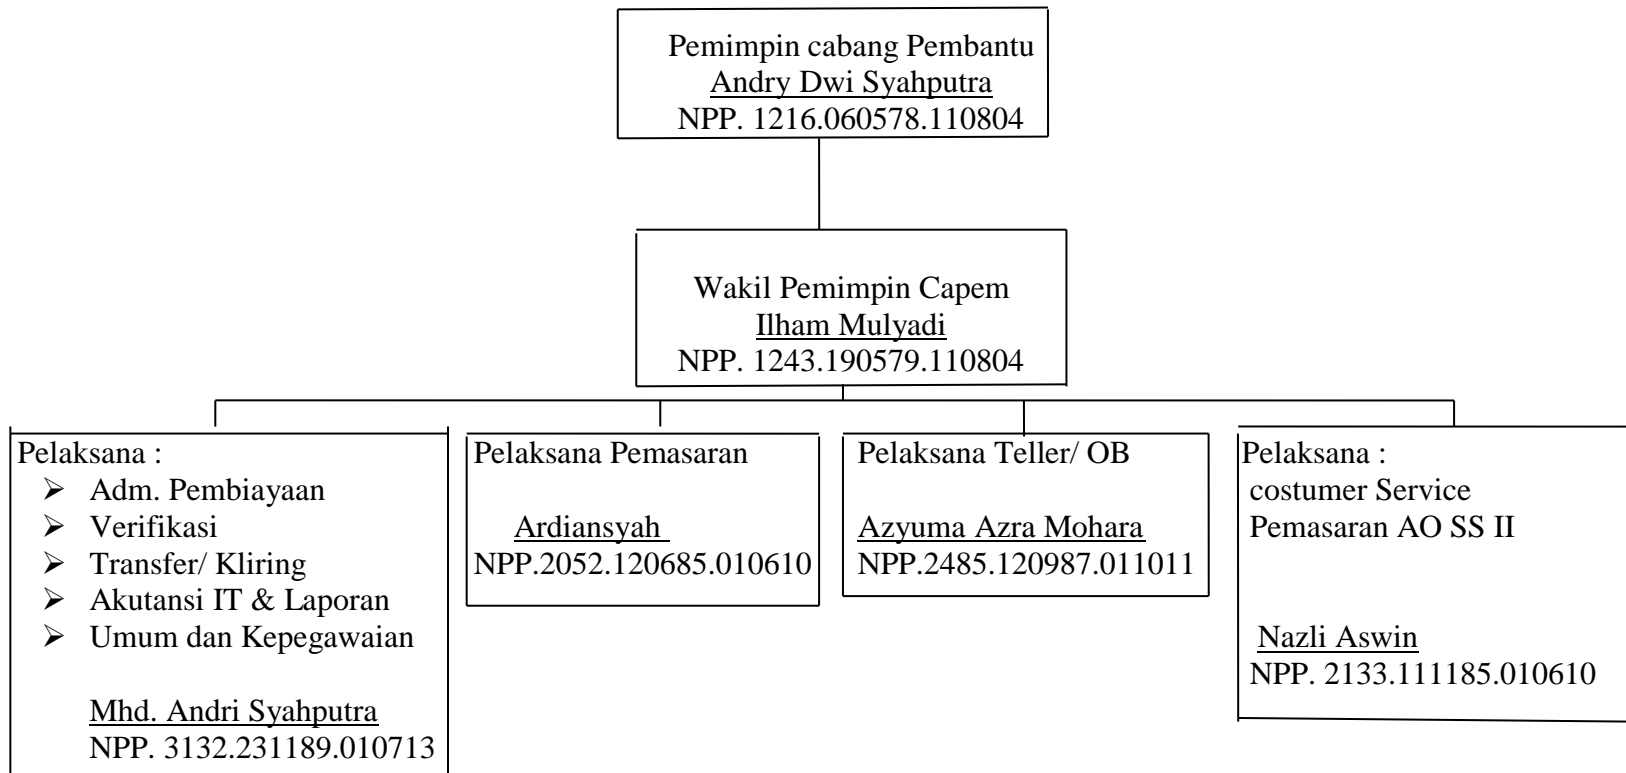 Pemimpin cabang Pembantu
Andry Dwi Syahputra
NPP. 1216.060578.110804
Wakil Pemimpin Capem
Ilham Mulyadi
NPP. 1243.190579.110804
Pelaksana :
➢ Adm. Pembiayaan
➢ Verifikasi
➢ Transfer/ Kliring
➢ Akutansi IT & Laporan
➢ Umum dan Kepegawaian
Mhd. Andri Syahputra
NPP. 3132.231189.010713
Pelaksana Pemasaran
Ardiansyah
NPP.2052.120685.010610
Pelaksana Teller/ OB
Azyuma Azra Mohara
NPP.2485.120987.011011
Pelaksana :
costumer Service
Pemasaran AO SS II
Nazli Aswin
NPP. 2133.111185.010610